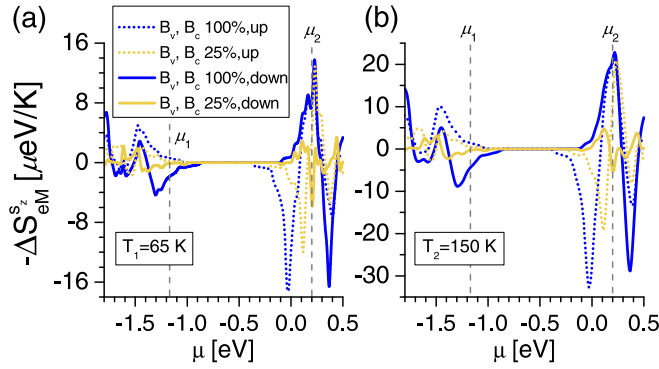 (a)
(b)
B_v, B_c 100%,up
B_v, B_c 25%,up
B_v, B_c 100%,down
B_v, B_c 25%,down
μ_2
μ_1
μ_1
μ_2
-ΔS_eM^{s_z} [μeV/K]
16
8
0
-8
-16
20
10
0
-10
-20
-30
T_1=65 K
T_2=150 K
-1.5 -1.0 -0.5 0.0 0.5
-1.5 -1.0 -0.5 0.0 0.5
μ [eV]
μ [eV]